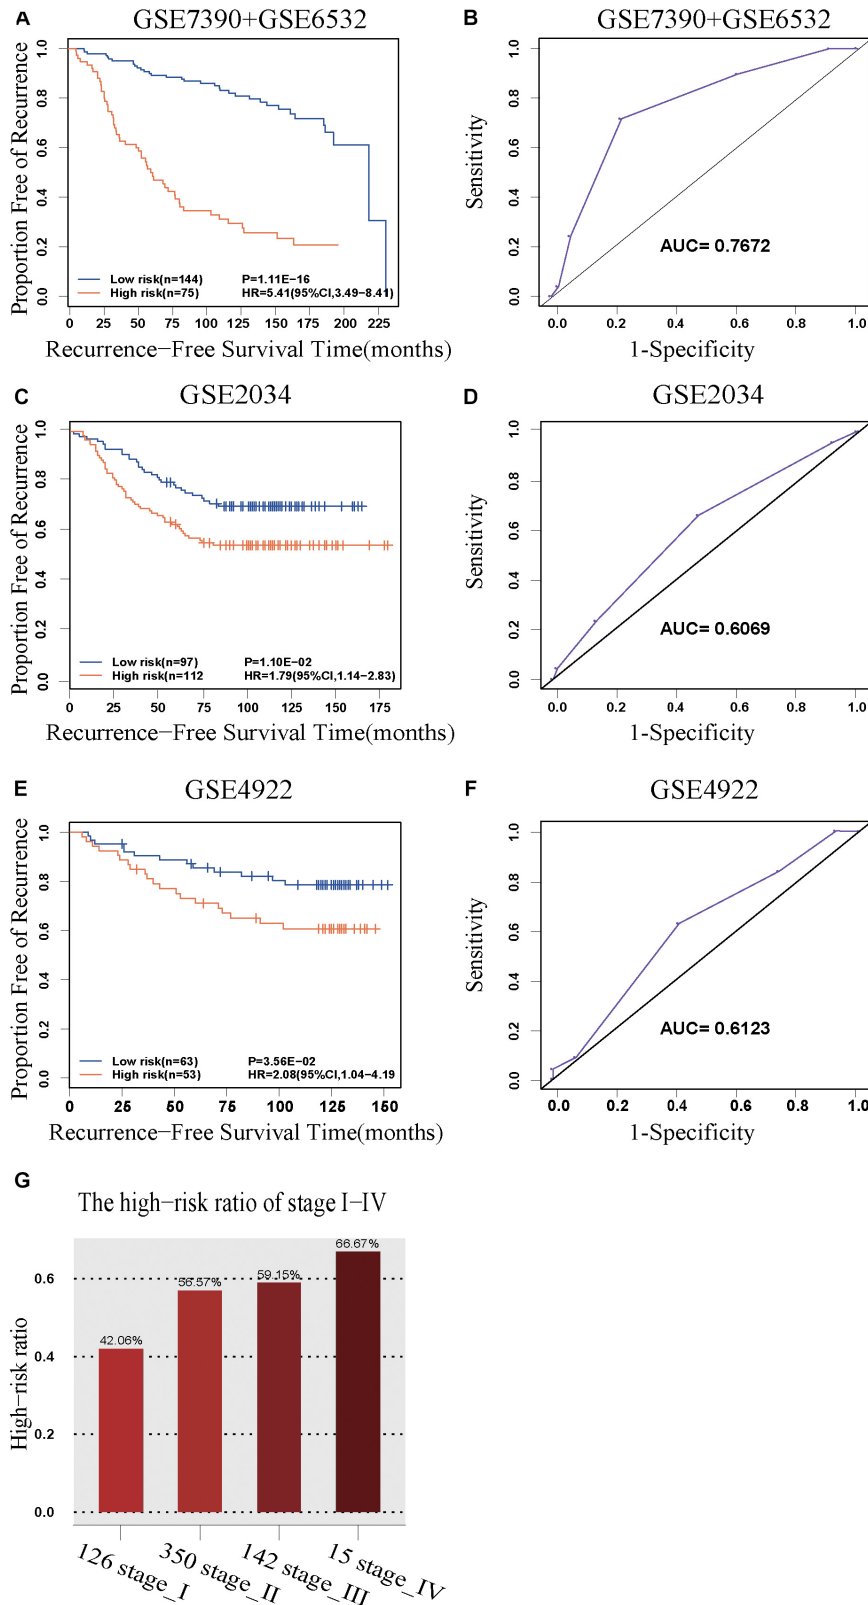 A
GSE7390+GSE6532
Proportion Free of Recurrence
1.0
0.8
0.6
0.4
0.2
0.0
Low risk(n=144) P=1.11E−16
High risk(n=75) HR=5.41(95%CI,3.49−8.41)
0 25 50 75 100 125 150 175 200 225
Recurrence−Free Survival Time(months)
B
GSE7390+GSE6532
Sensitivity
1.0
0.8
0.6
0.4
0.2
0.0
AUC= 0.7672
0.0 0.2 0.4 0.6 0.8 1.0
1-Specificity
C
GSE2034
Proportion Free of Recurrence
1.0
0.8
0.6
0.4
0.2
0.0
Low risk(n=97) P=1.10E−02
High risk(n=112 HR=1.79(95%CI,1.14−2.83)
0 25 50 75 100 125 150 175
Recurrence−Free Survival Time(months)
D
GSE2034
Sensitivity
1.0
0.8
0.6
0.4
0.2
0.0
AUC= 0.6069
0.0 0.2 0.4 0.6 0.8 1.0
1-Specificity
E
GSE4922
Proportion Free of Recurrence
1.0
0.8
0.6
0.4
0.2
0.0
Low risk(n=63) P=3.56E−02
High risk(n=53) HR=2.08(95%CI,1.04−4.19
0 25 50 75 100 125 150
Recurrence−Free Survival Time(months)
F
GSE4922
Sensitivity
1.0
0.8
0.6
0.4
0.2
0.0
AUC= 0.6123
0.0 0.2 0.4 0.6 0.8 1.0
1-Specificity
G
The high−risk ratio of stage I−IV
High−risk ratio
0.6
0.4
0.2
0.0
42.06%
56.57%
59.15%
66.67%
126 stage_I
350 stage_II
142 stage_III
15 stage_IV